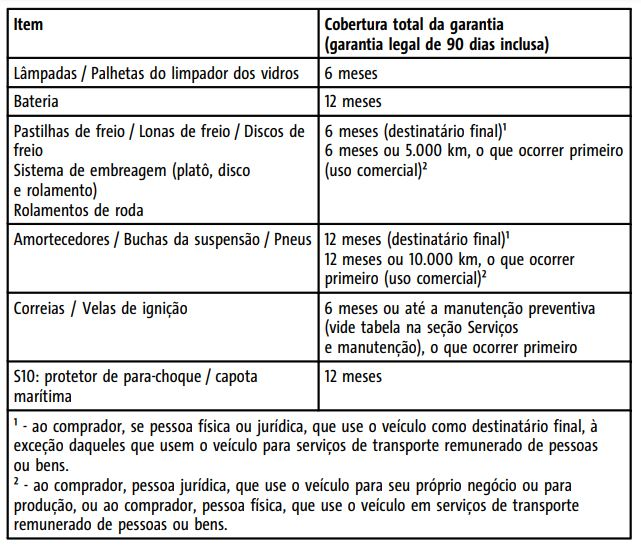 Item
Cobertura total da garantia
(garantia legal de 90 dias inclusa)
Lâmpadas / Palhetas do limpador dos vidros
6 meses
Bateria
12 meses
Pastilhas de freio / Lonas de freio / Discos de
freio
Sistema de embreagem (platô, disco
e rolamento)
Rolamentos de roda
6 meses (destinatário final)¹
6 meses ou 5.000 km, o que ocorrer primeiro
(uso comercial)²
Amortecedores / Buchas da suspensão / Pneus
12 meses (destinatário final)¹
12 meses ou 10.000 km, o que ocorrer
primeiro (uso comercial)²
Correias / Velas de ignição
6 meses ou até a manutenção preventiva
(vide tabela na seção Serviços
e manutenção), o que ocorrer primeiro
S10: protetor de para-choque / capota
marítima
12 meses
¹ - ao comprador, se pessoa física ou jurídica, que use o veículo como destinatário final, à
exceção daqueles que usem o veículo para serviços de transporte remunerado de pessoas
ou bens.
² - ao comprador, pessoa jurídica, que use o veículo para seu próprio negócio ou para
produção, ou ao comprador, pessoa física, que use o veículo em serviços de transporte
remunerado de pessoas ou bens.